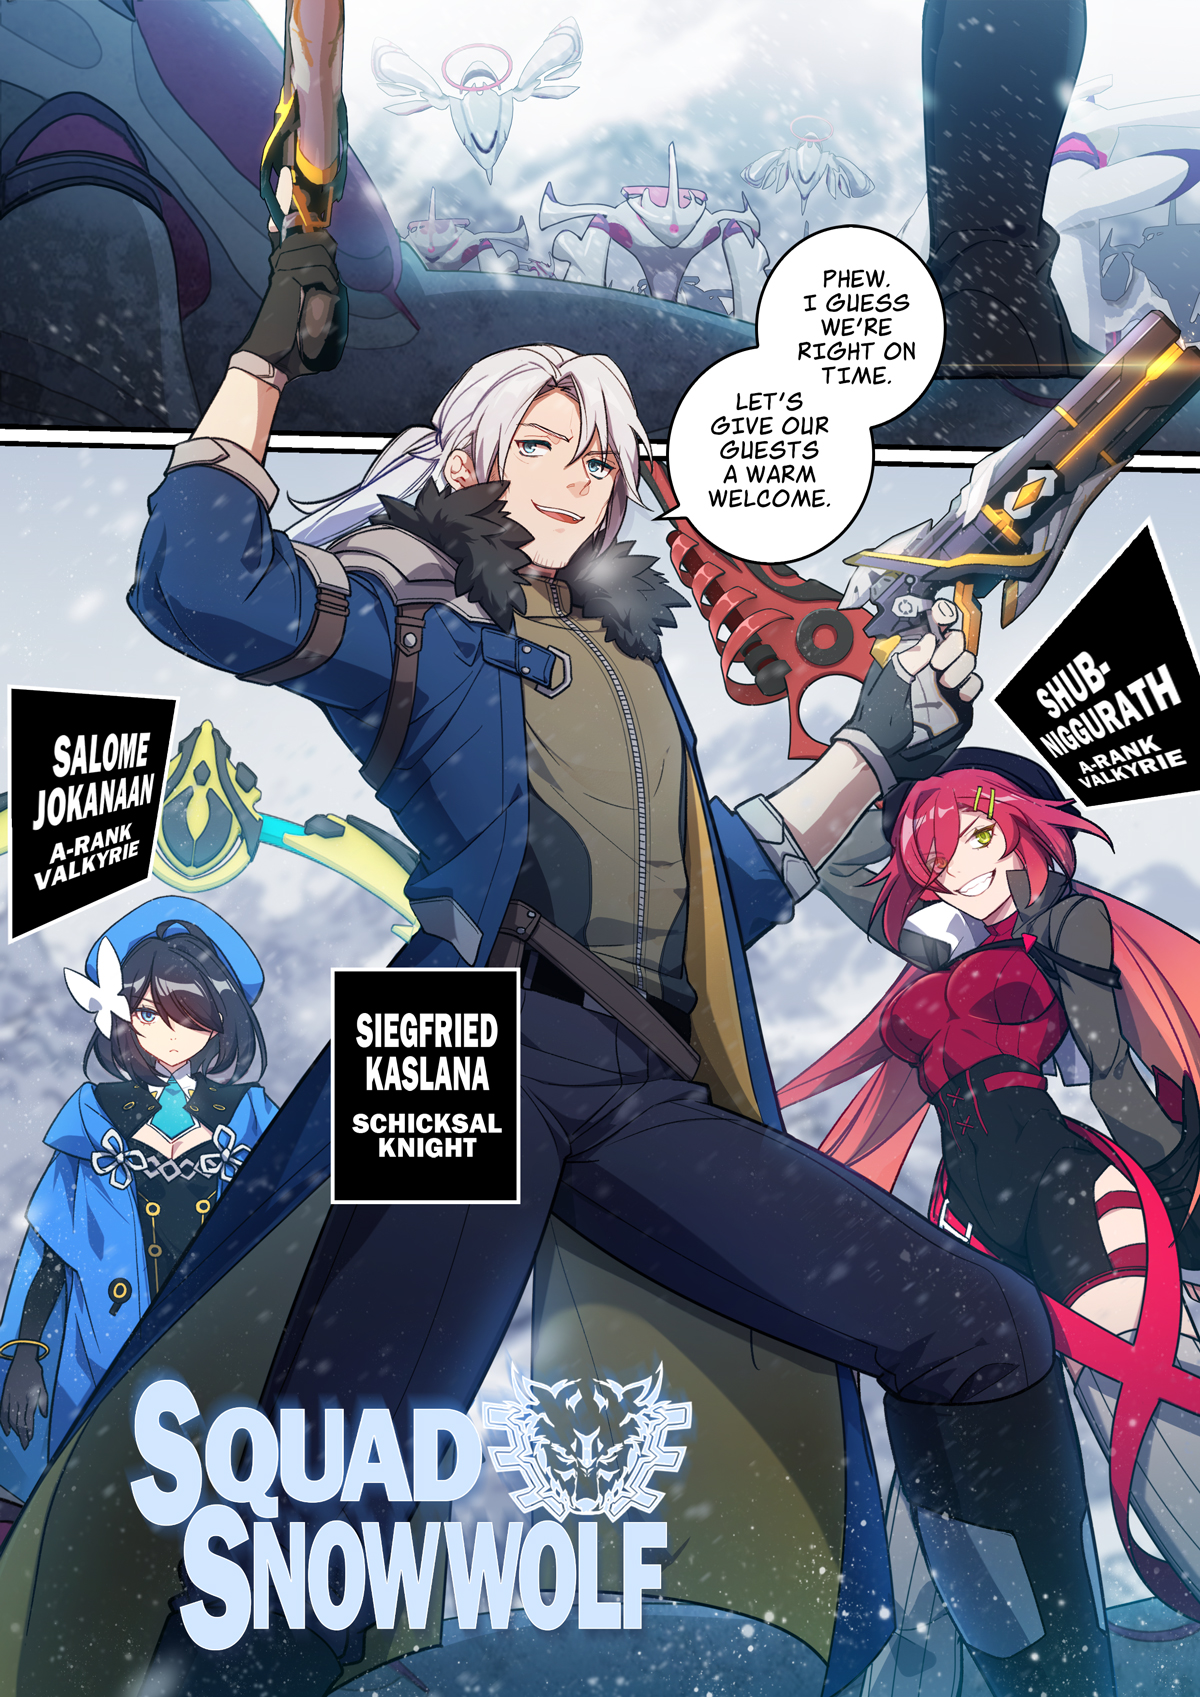 PHEW.
I GUESS
WE'RE
RIGHT ON
TIME.
LET'S
GIVE OUR
GUESTS
A WARM
WELCOME.
SHUB-
NIGGURATH
A-RANK
VALKYRIE
SALOME
JOKANAAN
A-RANK
VALKYRIE
SIEGFRIED
KASLANA
SCHICKSAL
KNIGHT
SQUAD
SNOWWOLF